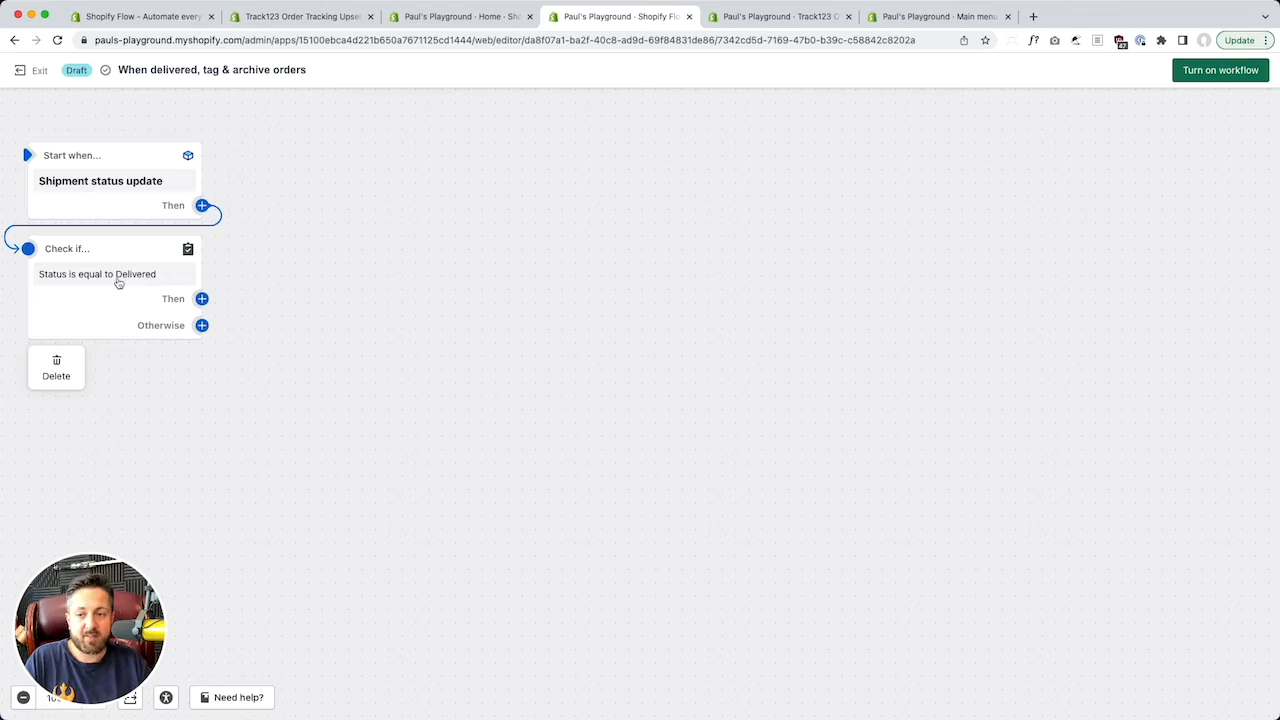 Shopify Flow - Automate every
Track123 Order Tracking Upsel
Paul's Playground · Home · Sho
Paul's Playground · Shopify Flo
Paul's Playground · Track123 O
Paul's Playground · Main menu
pauls-playground.myshopify.com/admin/apps/15100ebca4d221b650a7671125cd1444/web/editor/da8f07a1-ba2f-40c8-ad9d-69f84831de86/7342cd5d-7169-47b0-b39c-c58842c8202a
Update
Exit
Draft
When delivered, tag & archive orders
Turn on workflow
Start when...
Shipment status update
Then
Check if...
Status is equal to Delivered
Then
Otherwise
Delete
Need help?